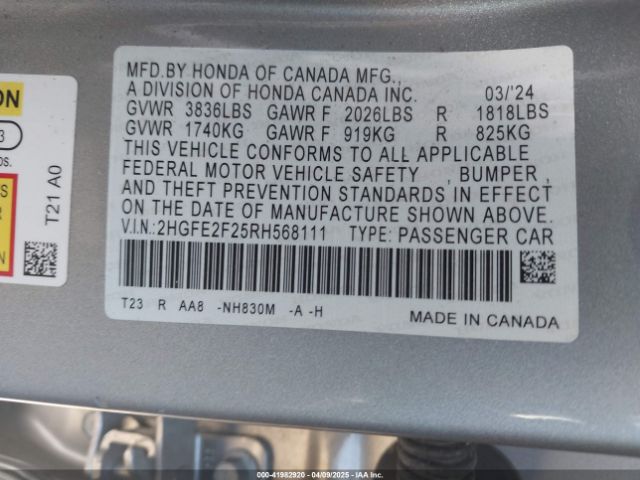 MFD.BY HONDA OF CANADA MFG.,
A DIVISION OF HONDA CANADA INC. 03/'24
GVWR 3836LBS GAWR F 2026LBS R 1818LBS
GVWR 1740KG GAWR F 919KG R 825KG
THIS VEHICLE CONFORMS TO ALL APPLICABLE
FEDERAL MOTOR VEHICLE SAFETY , BUMPER ,
AND THEFT PREVENTION STANDARDS IN EFFECT
ON THE DATE OF MANUFACTURE SHOWN ABOVE.
V.I.N.:2HGFE2F25RH568111 TYPE: PASSENGER CAR
T23 R AA8 -NH830M -A -H
MADE IN CANADA
T21 A0
000-41982920 04/09/2025 - IAAI.COM